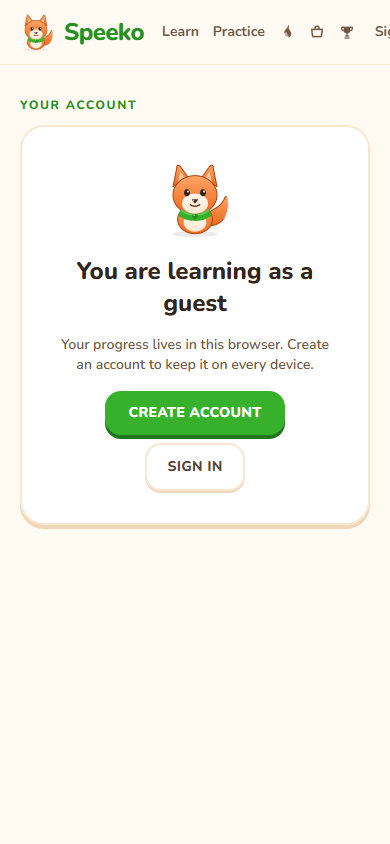 Speeko Learn Practice
YOUR ACCOUNT
You are learning as a
guest
Your progress lives in this browser. Create
an account to keep it on every device.
CREATE ACCOUNT
SIGN IN